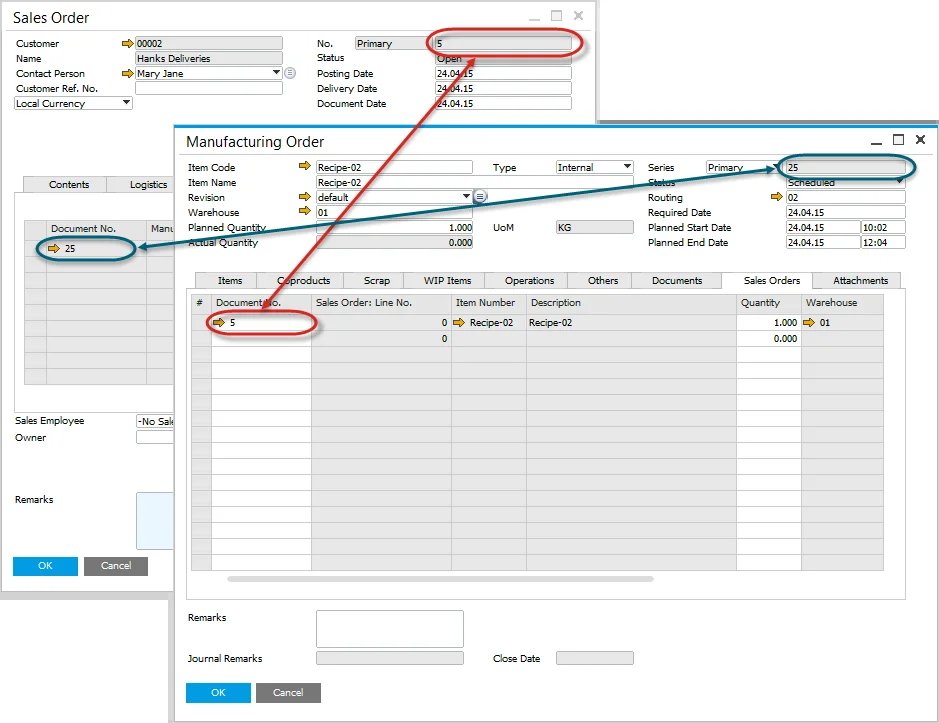 Sales Order
Customer 00002 No. Primary 5
Name Hanks Deliveries Status Open
Contact Person Mary Jane Posting Date 24.04.15
Customer Ref. No. Delivery Date 24.04.15
Local Currency Document Date 24.04.15
Contents Logistics
Document No. Manu
25
Sales Employee -No Sale
Owner
Remarks
OK Cancel
Manufacturing Order
Item Code Recipe-02 Type Internal Series Primary 25
Item Name Recipe-02 Status Scheduled
Revision default Routing 02
Warehouse 01 Required Date 24.04.15
Planned Quantity 1.000 UoM KG Planned Start Date 24.04.15 10:02
Actual Quantity 0.000 Planned End Date 24.04.15 12:04
Items Coproducts Scrap WIP Items Operations Others Documents Sales Orders Attachments
# Document No. Sales Order: Line No. Item Number Description Quantity Warehouse
5 0 Recipe-02 Recipe-02 1.000 01
0 0.000
Remarks
Journal Remarks Close Date
OK Cancel